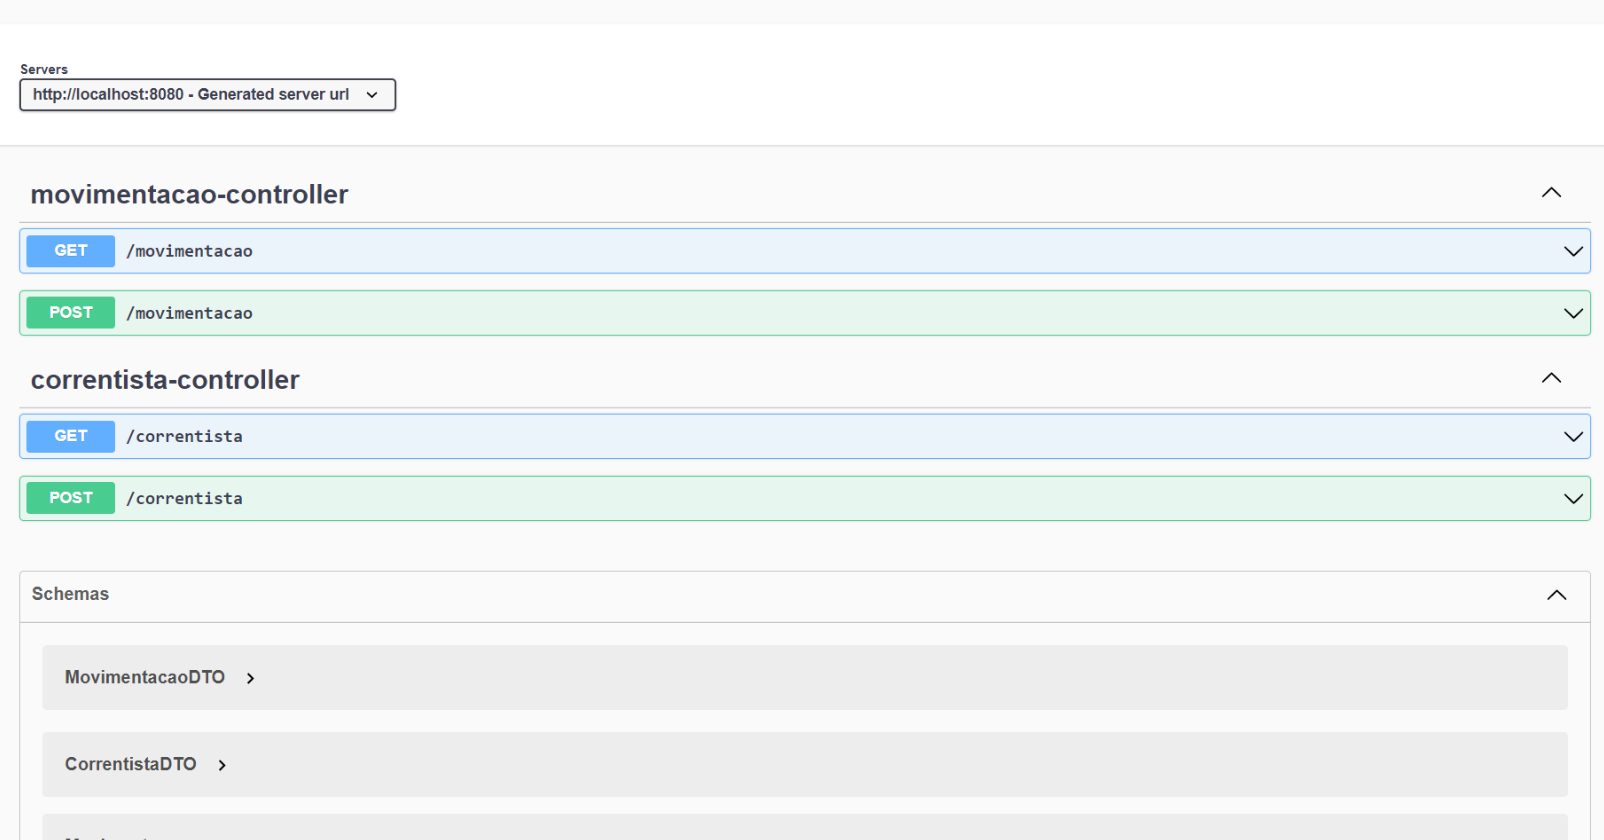 Servers
http://localhost:8080 - Generated server url
movimentacao-controller
GET /movimentacao
POST /movimentacao
correntista-controller
GET /correntista
POST /correntista
Schemas
MovimentacaoDTO
CorrentistaDTO